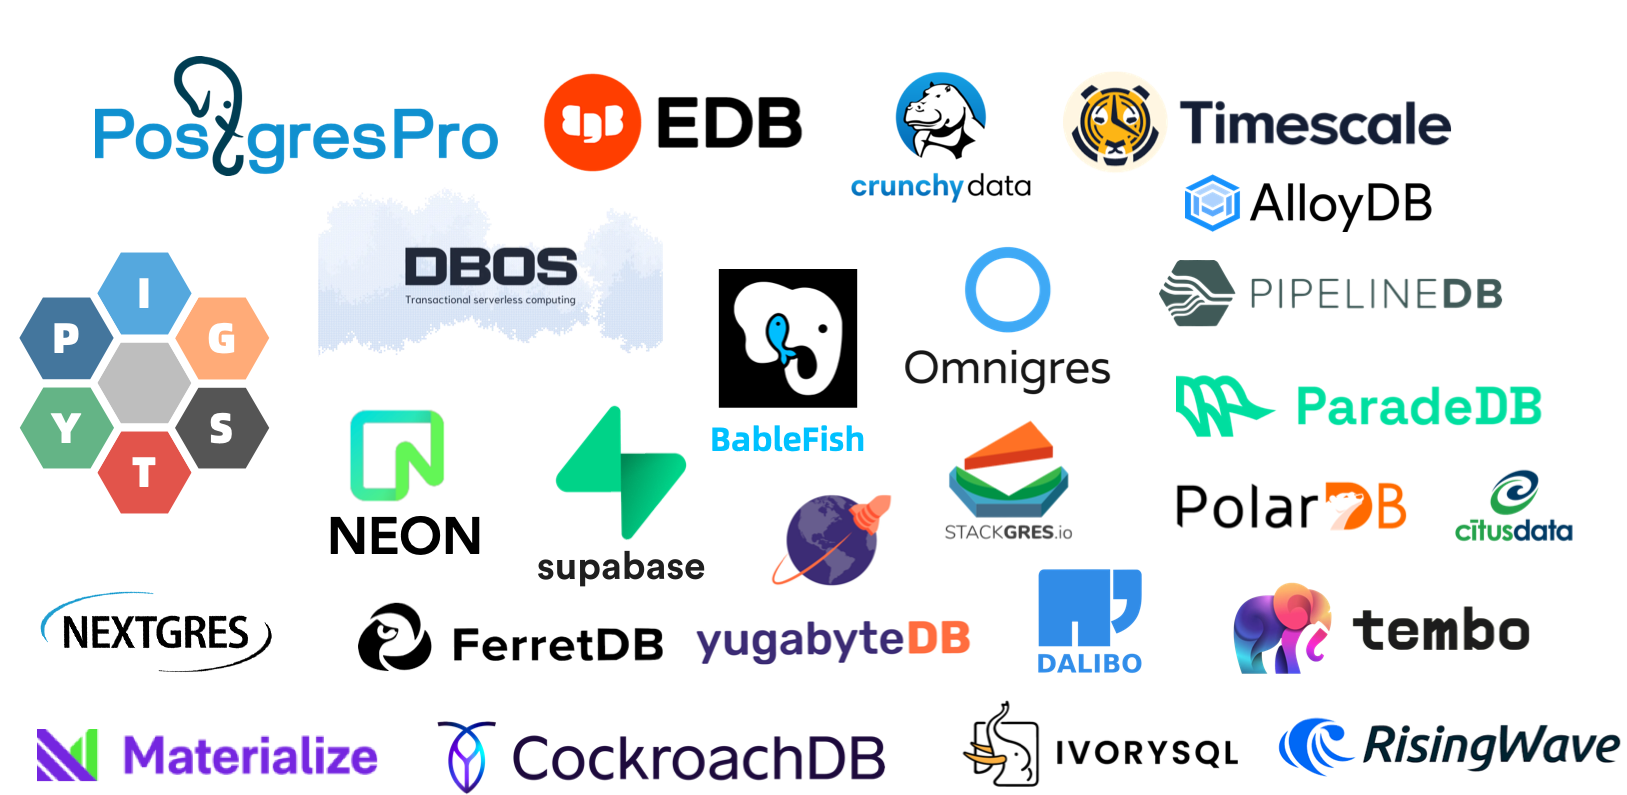 PostgresPro
EDB
crunchydata
Timescale
AlloyDB
DBOS
Transactional serverless computing
P
I
G
S
T
Y
BableFish
Omnigres
PIPELINEDB
ParadeDB
NEON
supabase
STACKGRES.io
PolarDB
citusdata
NEXTGRES
FerretDB
yugabyteDB
DALIBO
tembo
Materialize
CockroachDB
IVORYSQL
RisingWave